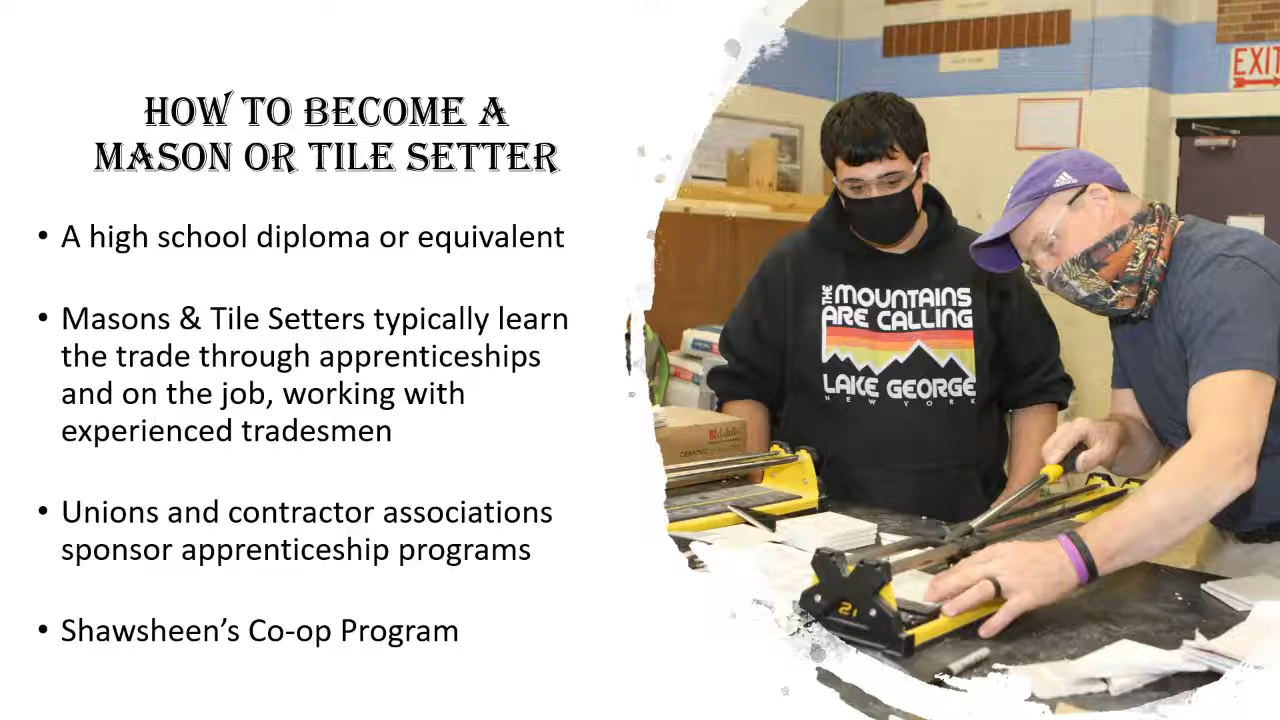 HOW TO BECOME A
MASON OR TILE SETTER
• A high school diploma or equivalent
• Masons & Tile Setters typically learn
the trade through apprenticeships
and on the job, working with
experienced tradesmen
• Unions and contractor associations
sponsor apprenticeship programs
• Shawsheen’s Co-op Program
EXIT
THE MOUNTAINS
ARE CALLING
LAKE GEORGE
NEW YORK
2